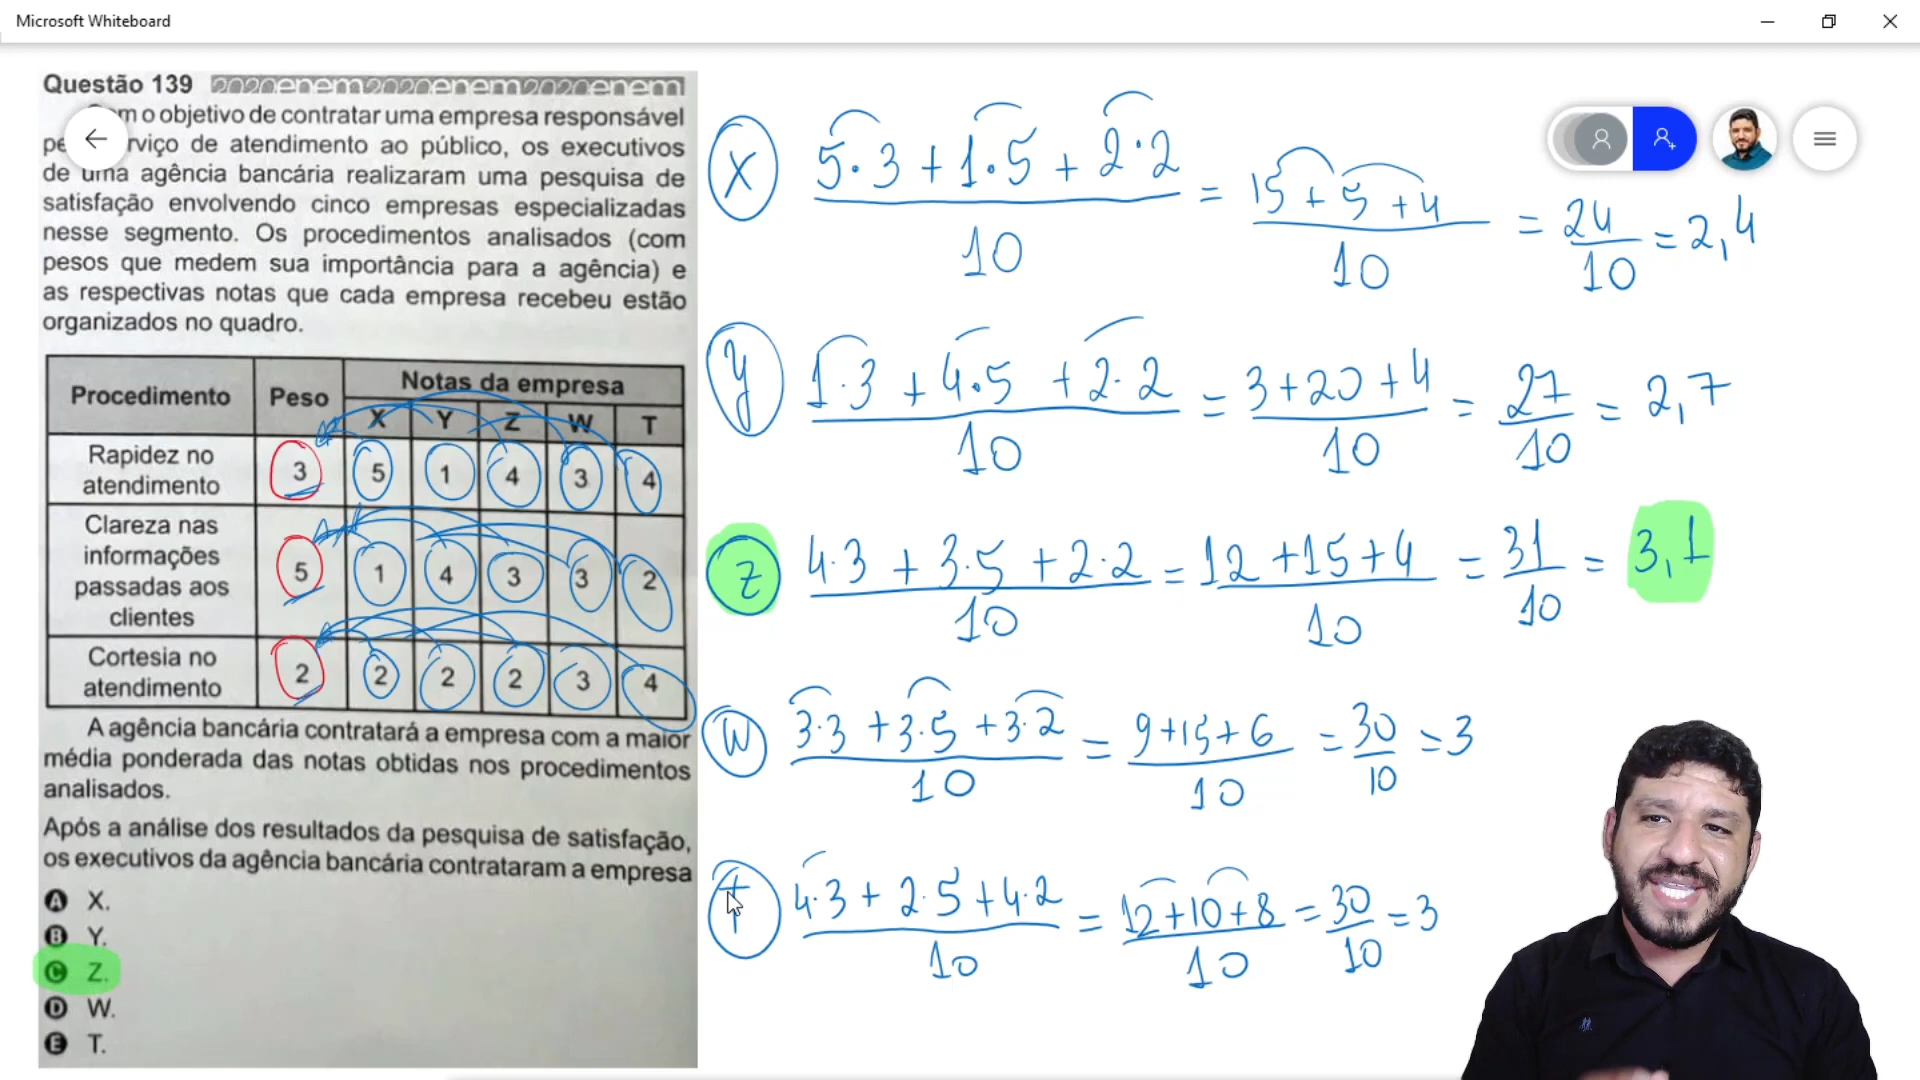 Microsoft Whiteboard
Questão 139 2020enem2020enem2020enem
m o objetivo de contratar uma empresa responsável
pe rviço de atendimento ao público, os executivos
de uma agência bancária realizaram uma pesquisa de
satisfação envolvendo cinco empresas especializadas
nesse segmento. Os procedimentos analisados (com
pesos que medem sua importância para a agência) e
as respectivas notas que cada empresa recebeu estão
organizados no quadro.
Procedimento Peso Notas da empresa
X Y Z W T
Rapidez no
atendimento 3 5 1 4 3 4
Clareza nas
informações
passadas aos
clientes 5 1 4 3 3 2
Cortesia no
atendimento 2 2 2 2 3 4
A agência bancária contratará a empresa com a maior
média ponderada das notas obtidas nos procedimentos
analisados.
Após a análise dos resultados da pesquisa de satisfação,
os executivos da agência bancária contrataram a empresa
A X.
B Y.
C Z.
D W.
E T.
X 5·3 + 1·5 + 2·2 / 10 = 15 + 5 + 4 / 10 = 24 / 10 = 2,4
y 1·3 + 4·5 + 2·2 / 10 = 3 + 20 + 4 / 10 = 27 / 10 = 2,7
z 4·3 + 3·5 + 2·2 / 10 = 12 + 15 + 4 / 10 = 31 / 10 = 3,1
W 3·3 + 3·5 + 3·2 / 10 = 9 + 15 + 6 / 10 = 30 / 10 = 3
T 4·3 + 2·5 + 4·2 / 10 = 12 + 10 + 8 / 10 = 30 / 10 = 3